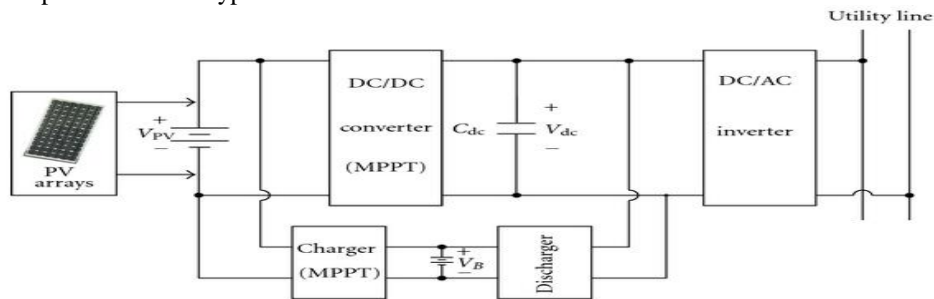 Utility line
DC/DC
converter
(MPPT)
DC/AC
inverter
+
V_PV
−
PV
arrays
C_dc
+
V_dc
−
Charger
(MPPT)
+
V_B
−
Discharger